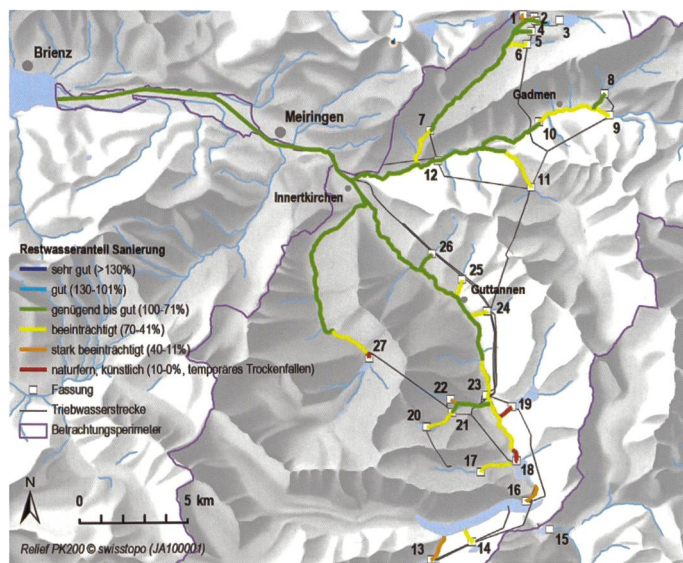 1
2
3
4
5
6
Brienz
Gadmen
8
7
Meiringen
10
9
12
11
Innertkirchen
Restwasseranteil Sanierung
sehr gut (>130%)
gut (130-101%)
genügend bis gut (100-71%)
beeinträchtigt (70-41%)
stark beeinträchtigt (40-11%)
naturfern, künstlich (10-0%, temporäres Trockenfallen)
Fassung
Triebwasserstrecke
Betrachtungsperimeter
26
25
Guttannen
24
27
23
22
19
20
21
17
18
16
N
0
5 km
15
13
14
Relief PK200 © swisstopo (JA100001)